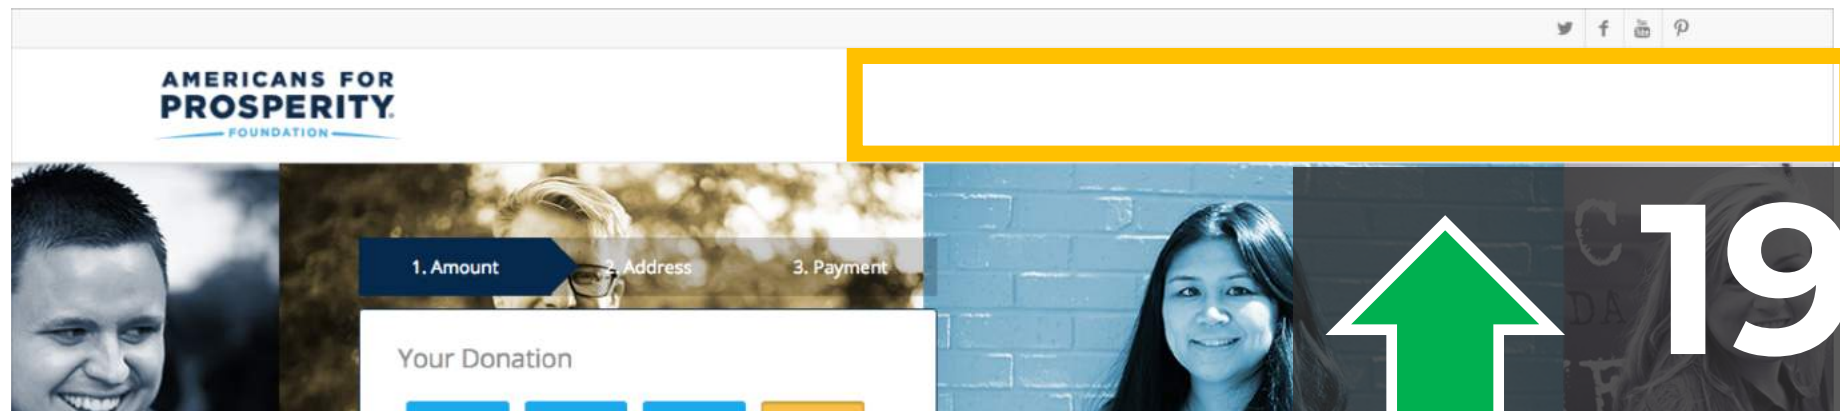 AMERICANS FOR
PROSPERITY
FOUNDATION
1. Amount
2. Address
3. Payment
Your Donation
19